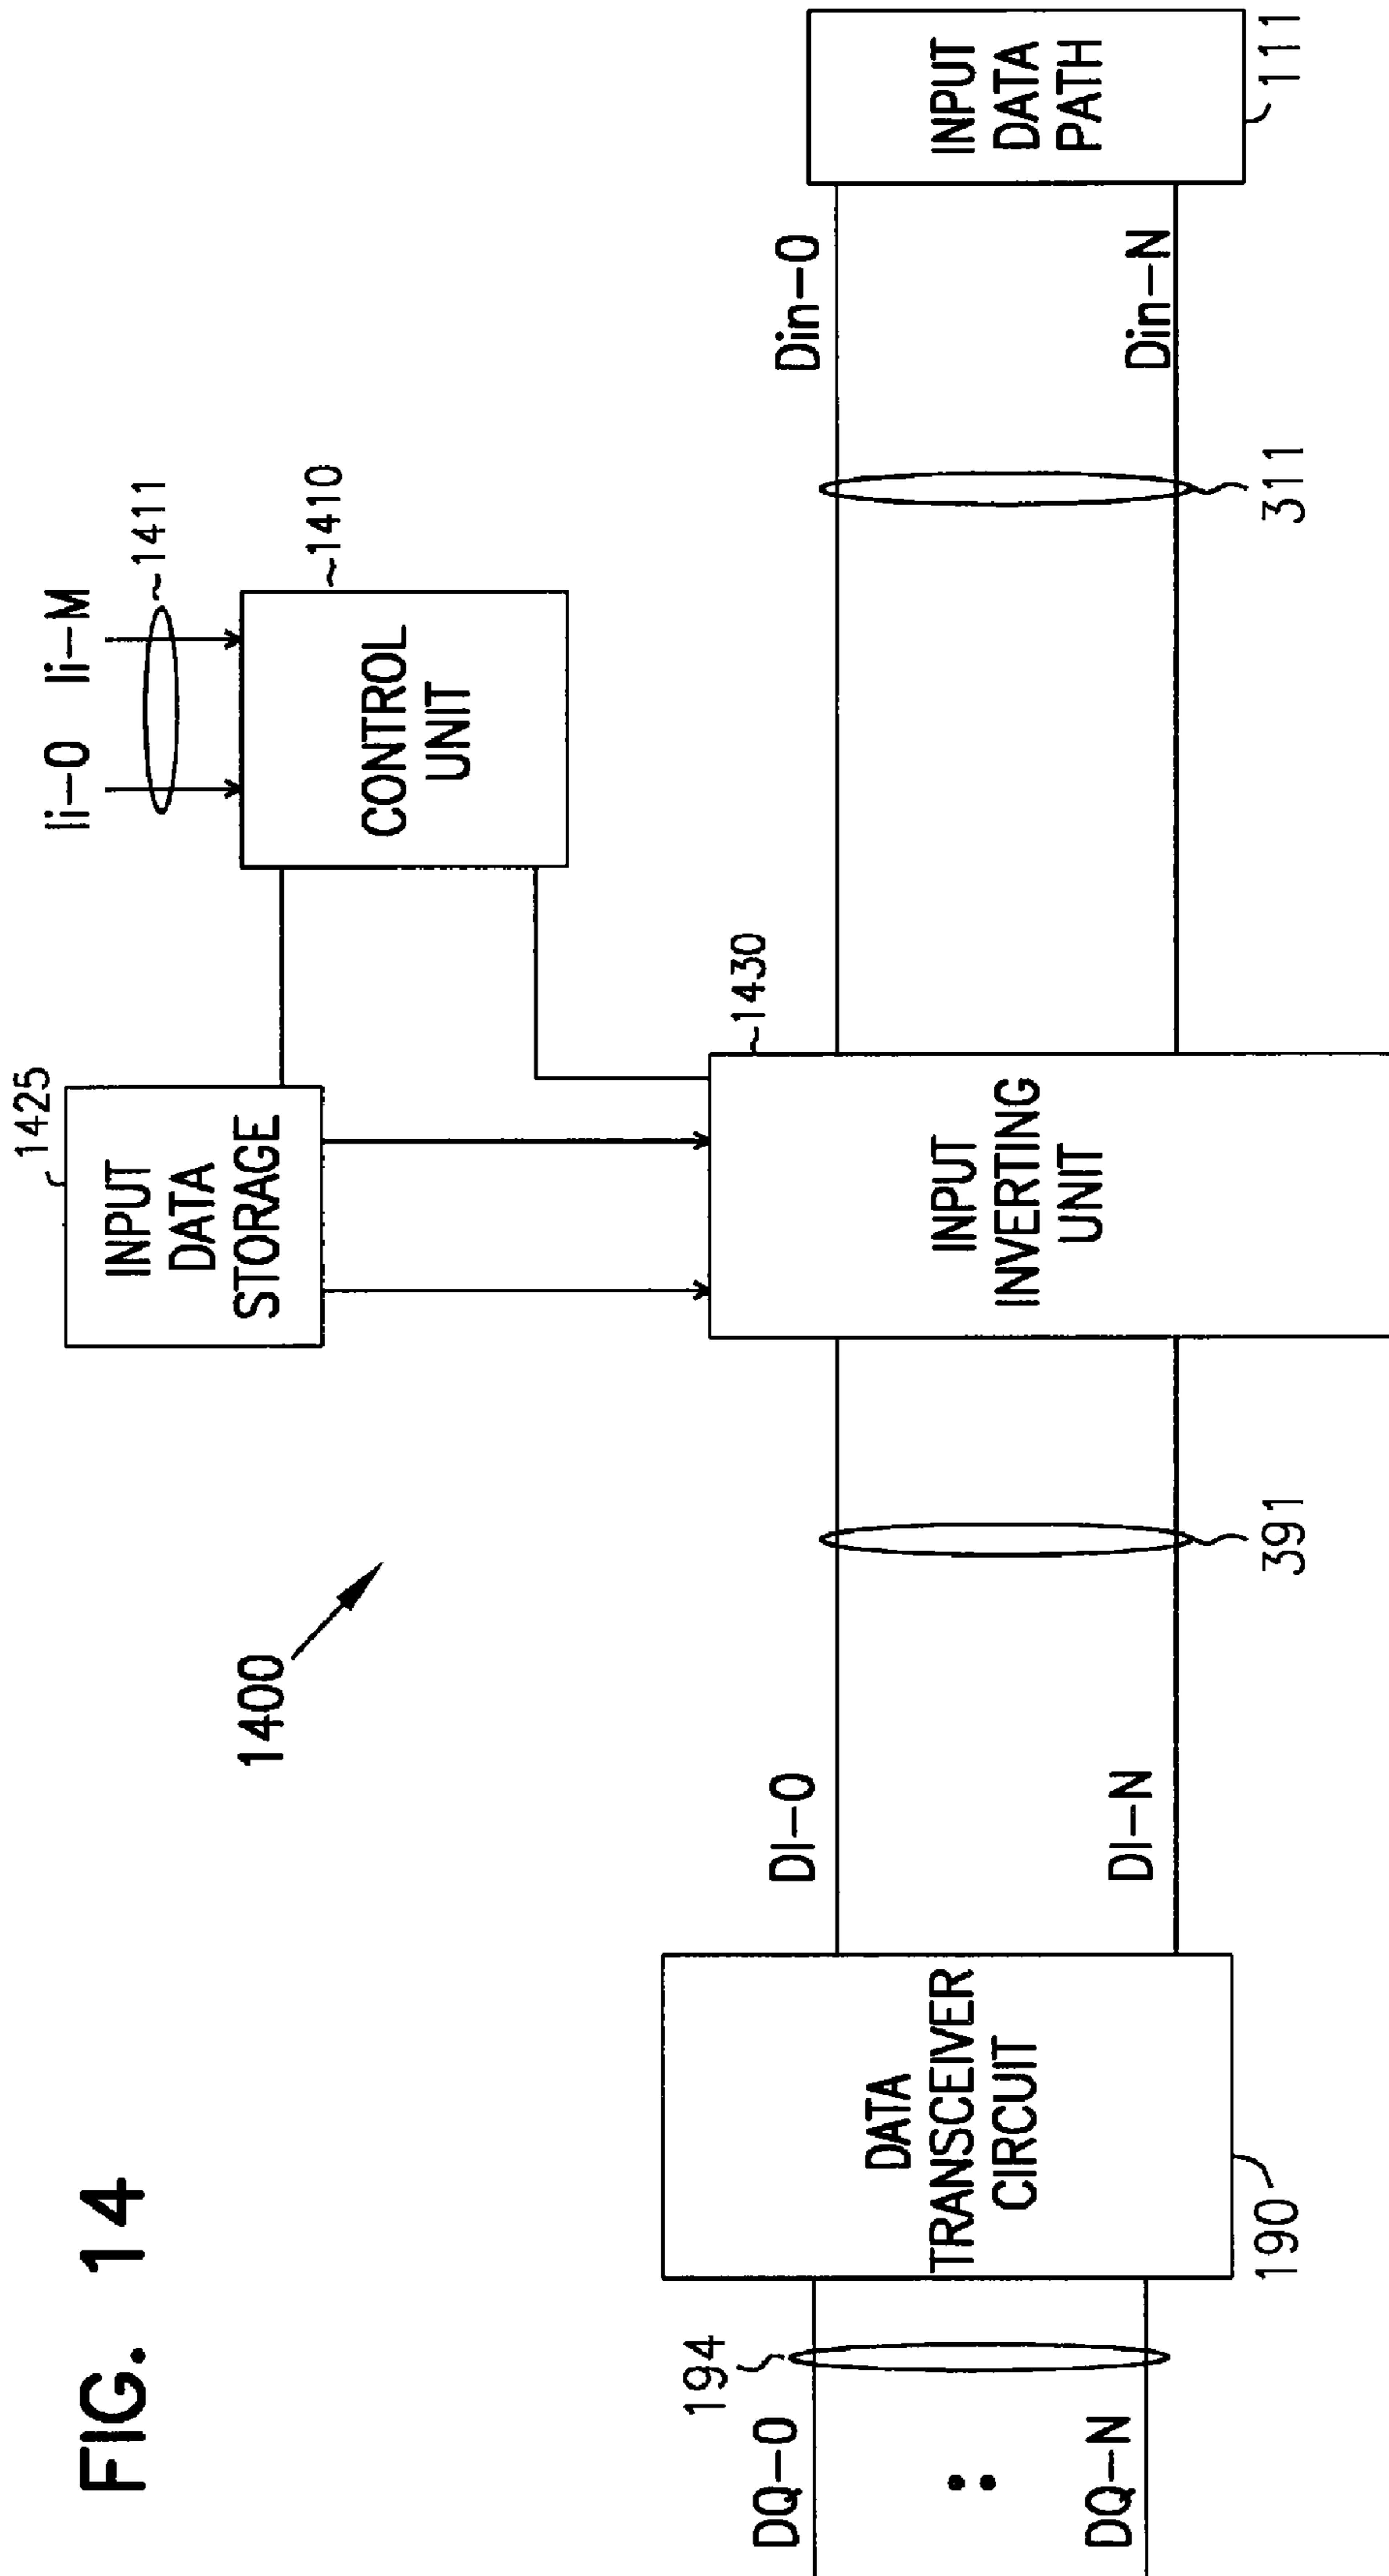 FIG. 14
1400
1425
INPUT
DATA
STORAGE
Ii-0 Ii-M
~1411
~1410
CONTROL
UNIT
~1430
INPUT
INVERTING
UNIT
DQ-0
DQ-N
194
DATA
TRANSCEIVER
CIRCUIT
190
DI-0
DI-N
391
Din-0
Din-N
311
INPUT
DATA
PATH
111